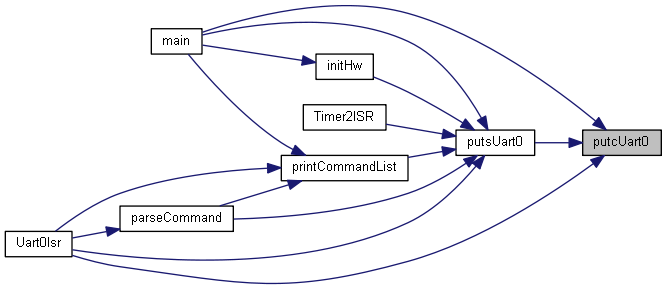 main
initHw
Timer2ISR
putsUart0
putcUart0
printCommandList
parseCommand
Uart0Isr